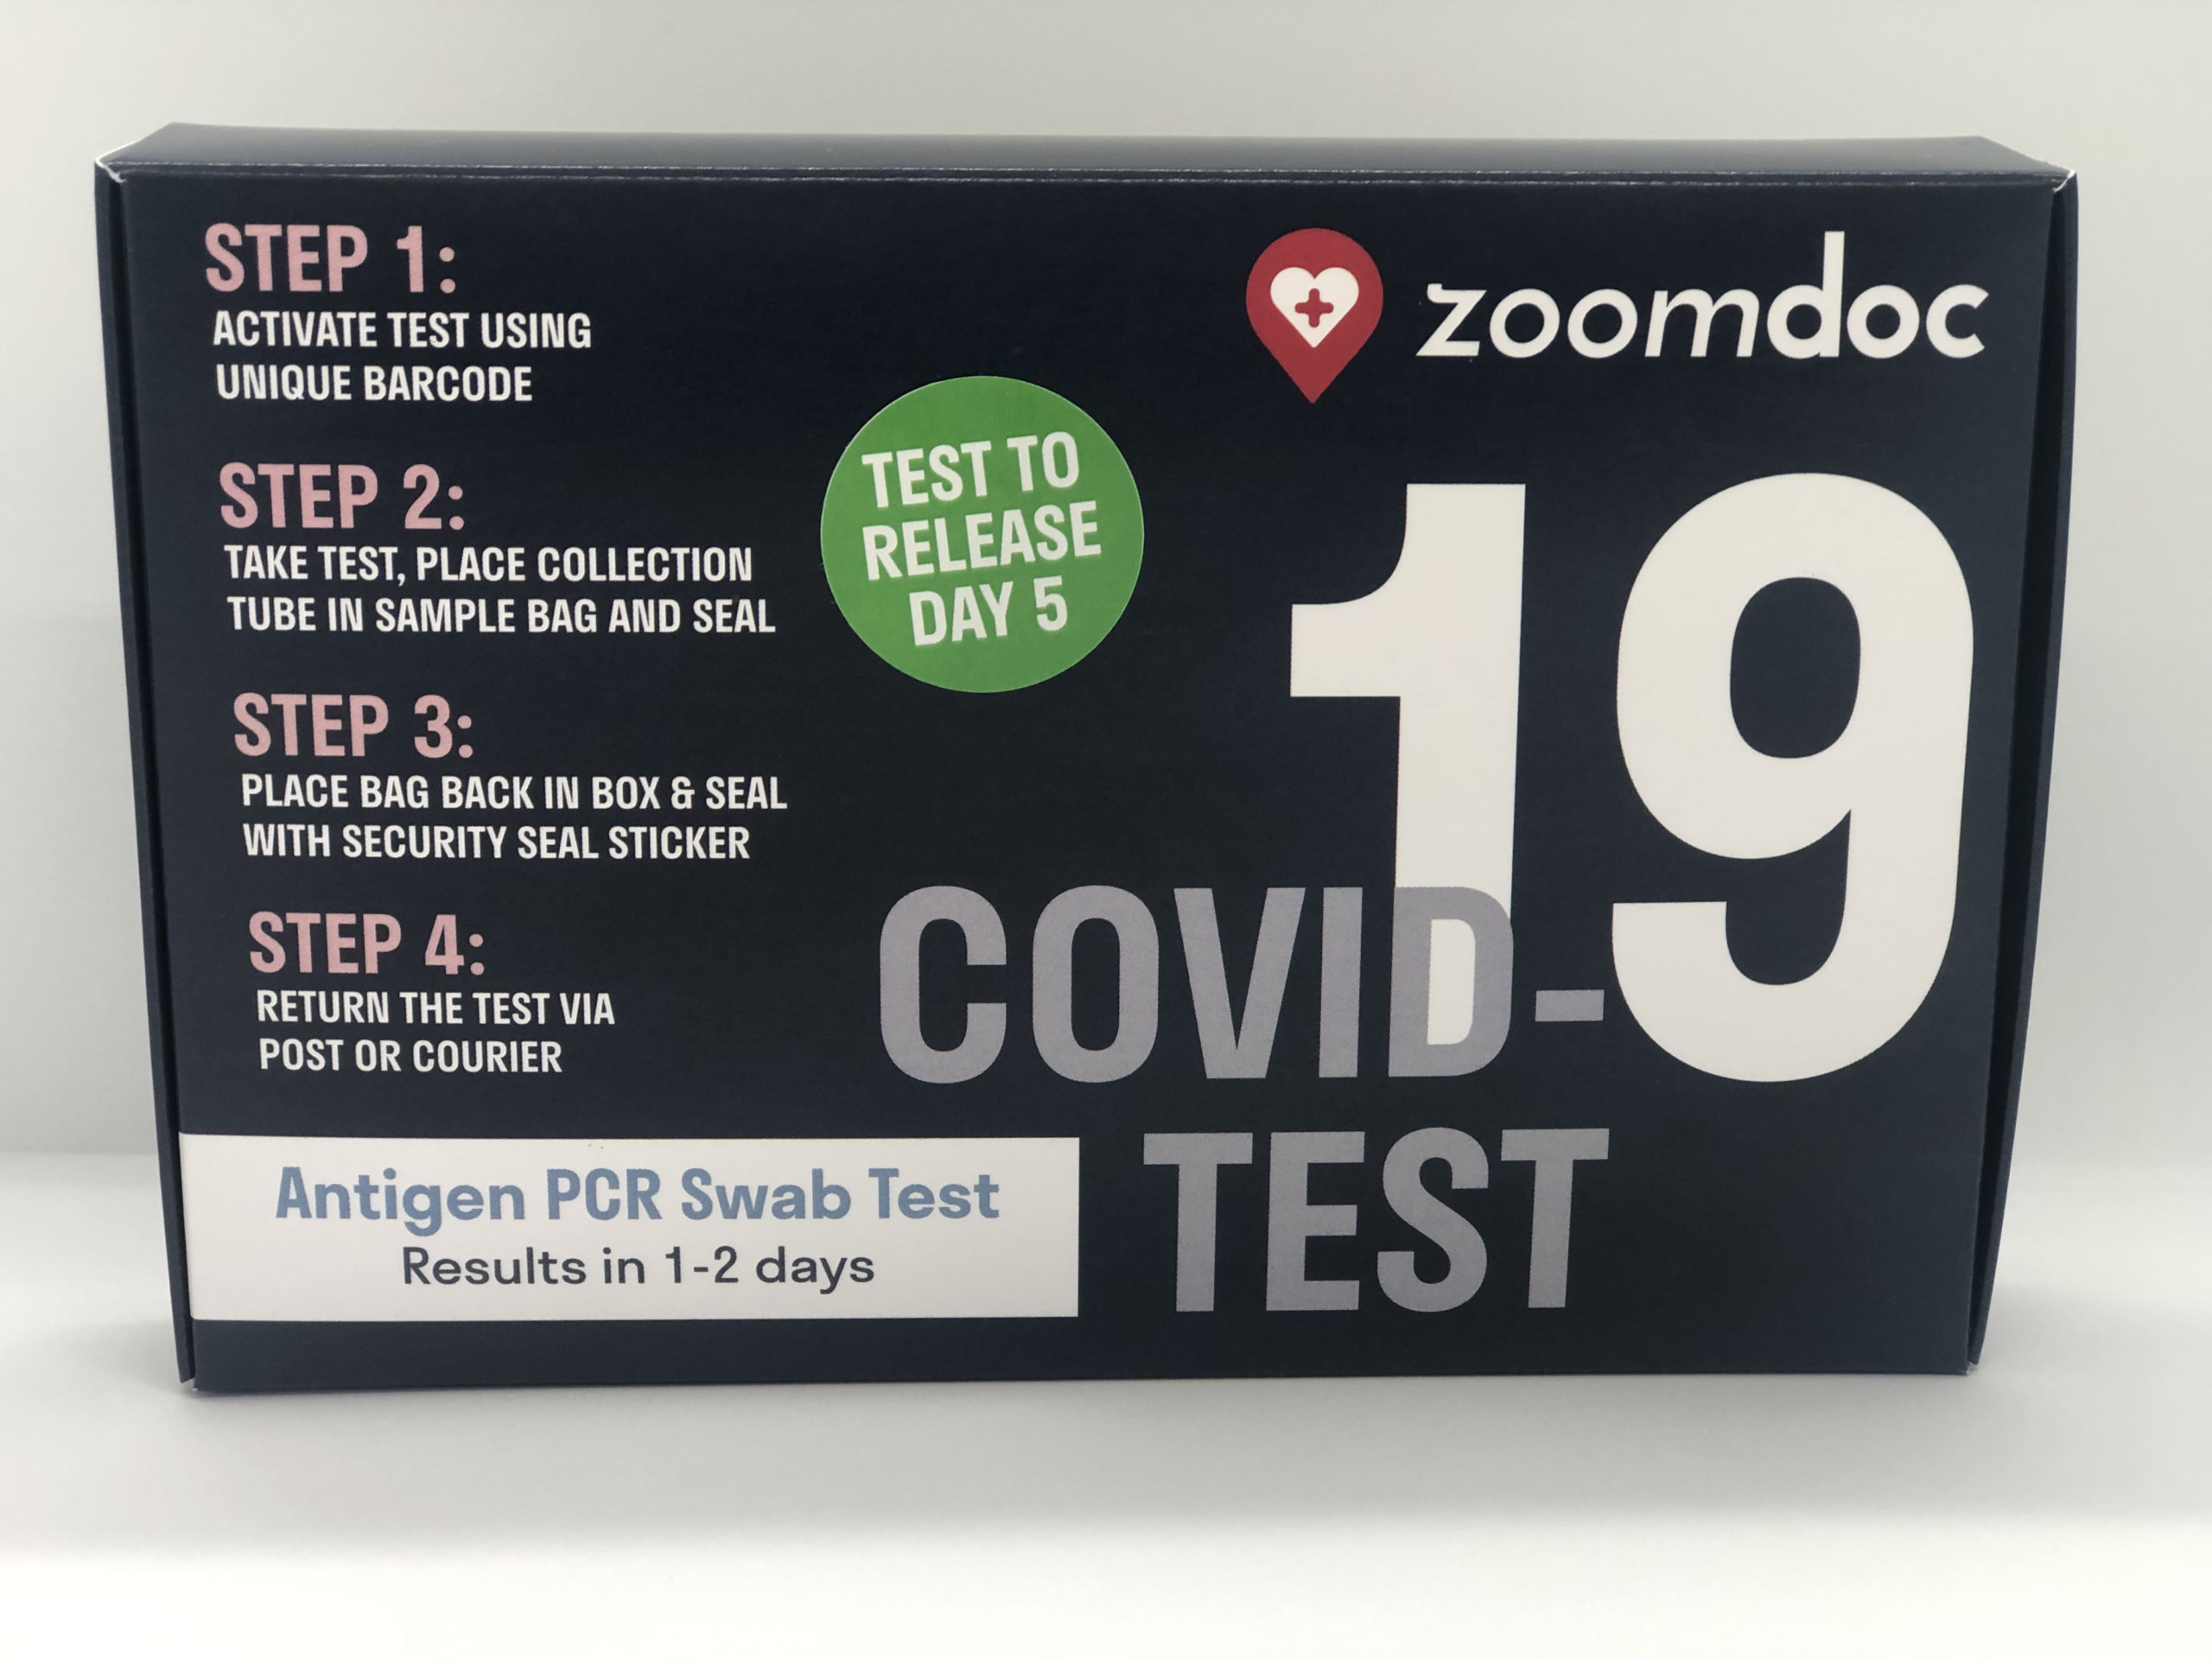 STEP 1:
ACTIVATE TEST USING
UNIQUE BARCODE
STEP 2:
TAKE TEST, PLACE COLLECTION
TUBE IN SAMPLE BAG AND SEAL
STEP 3:
PLACE BAG BACK IN BOX & SEAL
WITH SECURITY SEAL STICKER
STEP 4:
RETURN THE TEST VIA
POST OR COURIER
Antigen PCR Swab Test
Results in 1-2 days
TEST TO
RELEASE
DAY 5
zoomdoc
19
COVID-
TEST